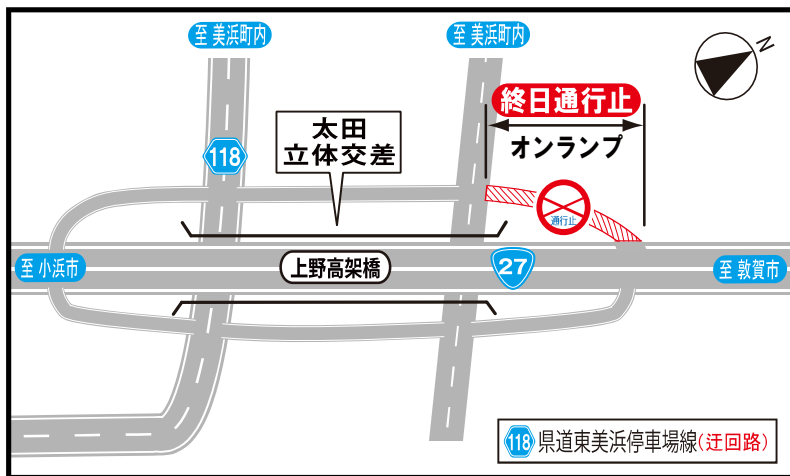 至 美浜町内
至 美浜町内
N
終日通行止
オンランプ
太田
立体交差
118
通行止
至 小浜市
上野高架橋
27
至 敦賀市
118 県道東美浜停車場線(迂回路)